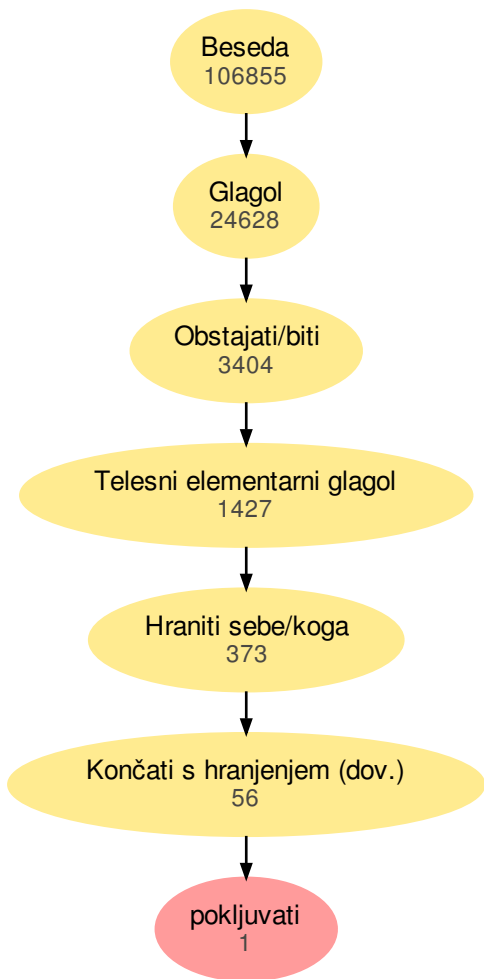 Beseda
106855
Glagol
24628
Obstajati/biti
3404
Telesni elementarni glagol
1427
Hraniti sebe/koga
373
Končati s hranjenjem (dov.)
56
pokljuvati
1